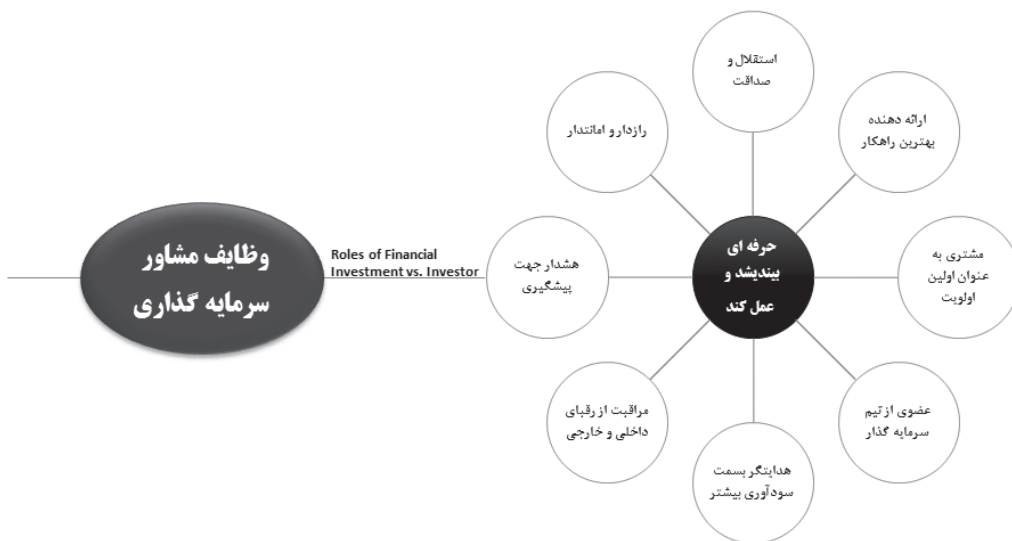 وظایف مشاور
سرمایه گذاری
Roles of Financial
Investment vs. Investor
حرفه ای
بیندیشد و
عمل کند
استقلال و
صداقت
ارائه دهنده
بهترین راهکار
مشتری به
عنوان اولین
اولویت
عضوی از تیم
سرمایه گذار
هدایتگر بسمت
سودآوری بیشتر
مراقبت از رقبای
داخلی و خارجی
هشدار جهت
پیشگیری
رازدار و امانتدار